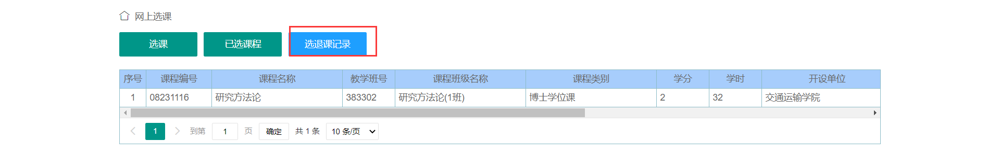 网上选课
选课 已选课程 选退课记录
序号 课程编号 课程名称 教学班号 课程班级名称 课程类别 学分 学时 开设单位
1 08231116 研究方法论 383302 研究方法论(1班) 博士学位课 2 32 交通运输学院
1 到第 1 页 确定 共 1 条 10 条/页